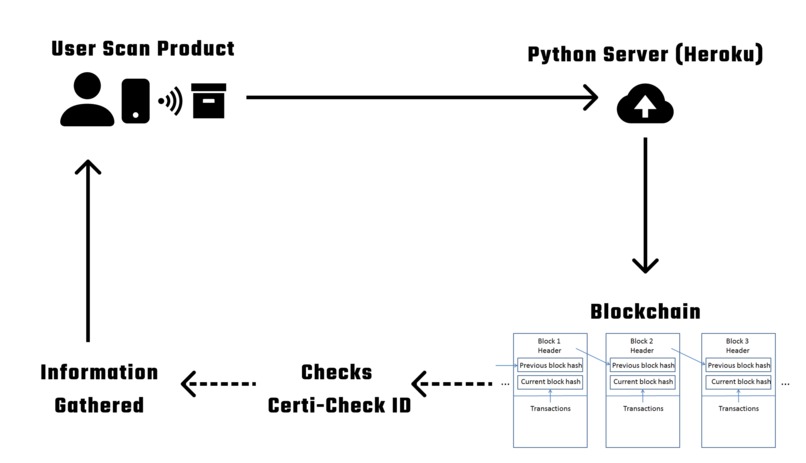 User Scan Product
Python Server (Heroku)
Blockchain
Block 1
Header
Previous block hash
Current block hash
Transactions
Block 2
Header
Previous block hash
Current block hash
Transactions
Block 3
Header
Previous block hash
Current block hash
Transactions
...
...
Checks
Certi-Check ID
Information
Gathered